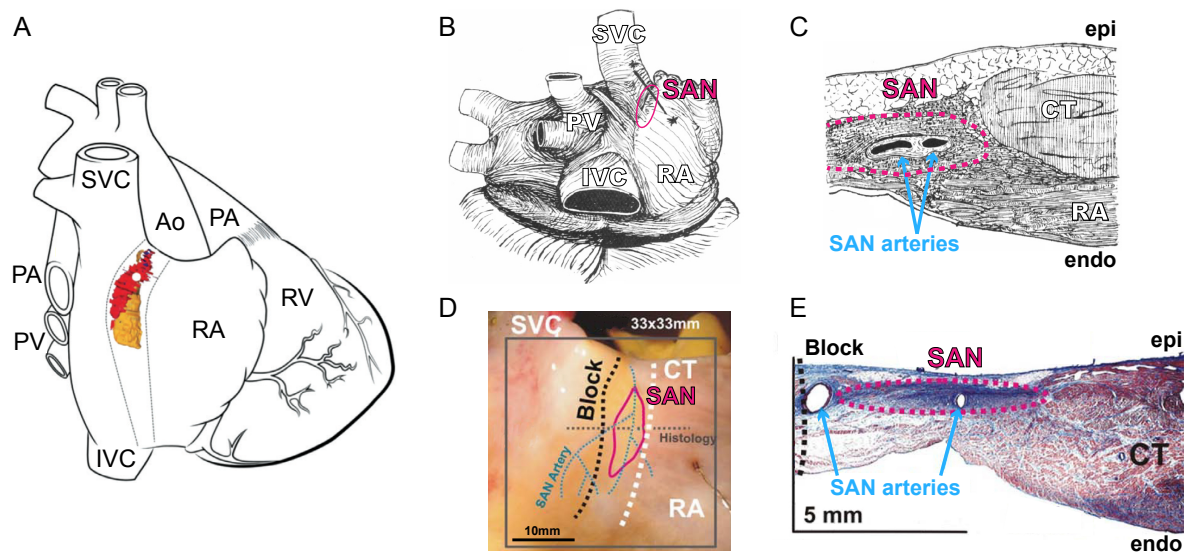 A
SVC
Ao
PA
PA
PV
RA
RV
IVC
B
SVC
SAN
PV
IVC
RA
C
epi
SAN
CT
RA
SAN arteries
endo
D
SVC
33x33mm
Block
CT
SAN
Histology
SAN Artery
RA
10mm
E
epi
Block
SAN
CT
SAN arteries
5 mm
endo